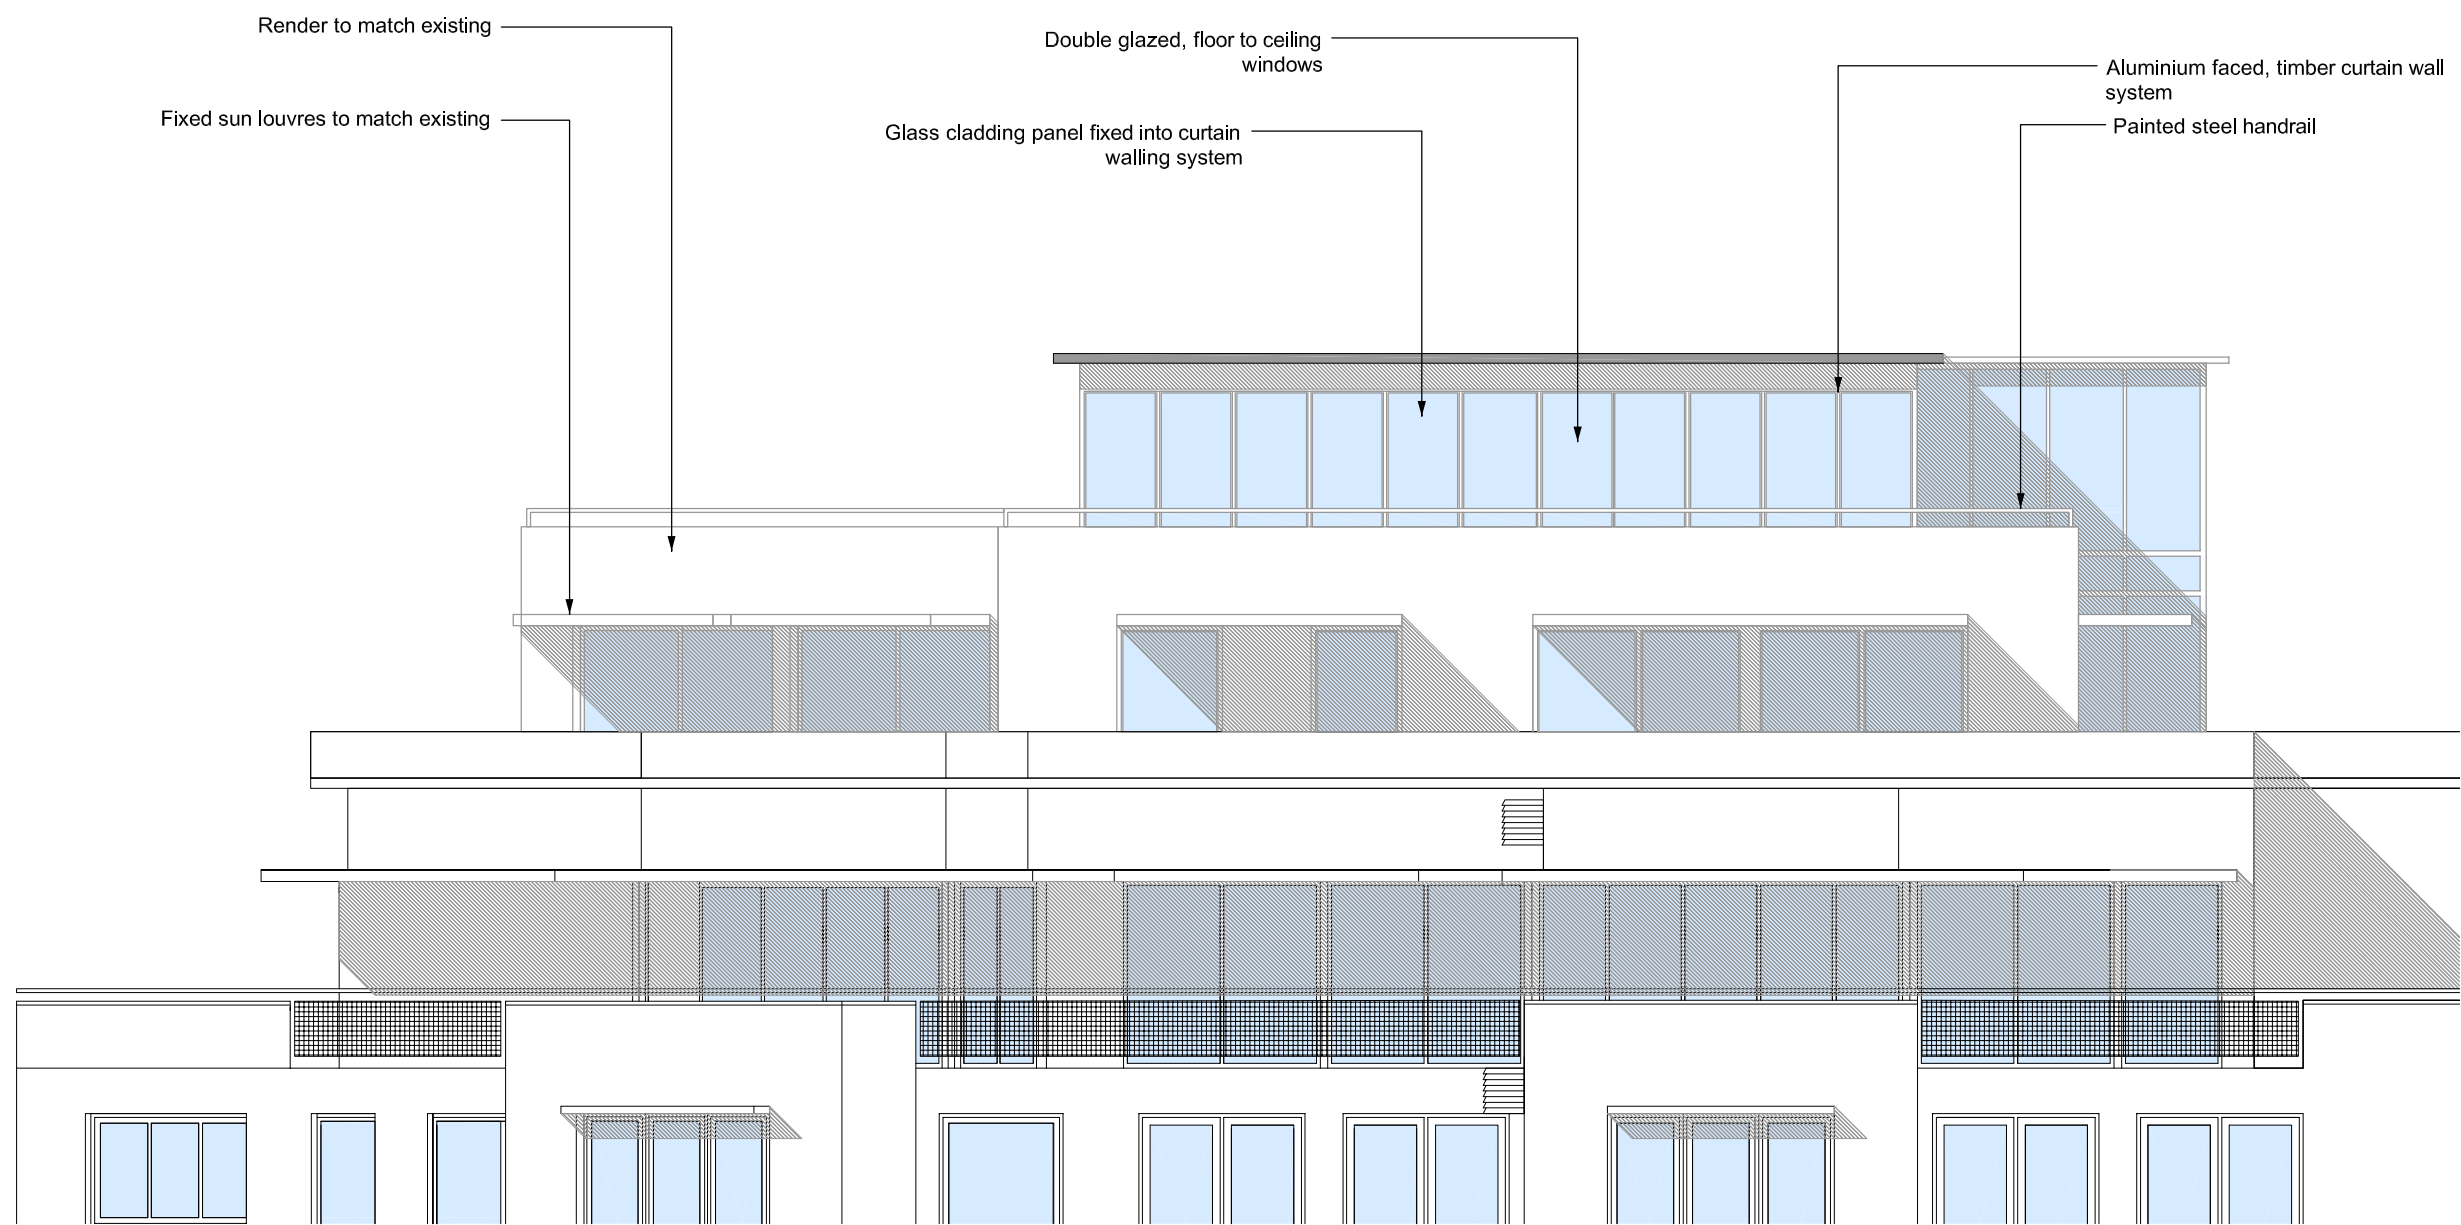 Render to match existing
Double glazed, floor to ceiling
windows
Aluminium faced, timber curtain wall
system
Fixed sun louvres to match existing
Glass cladding panel fixed into curtain
walling system
Painted steel handrail